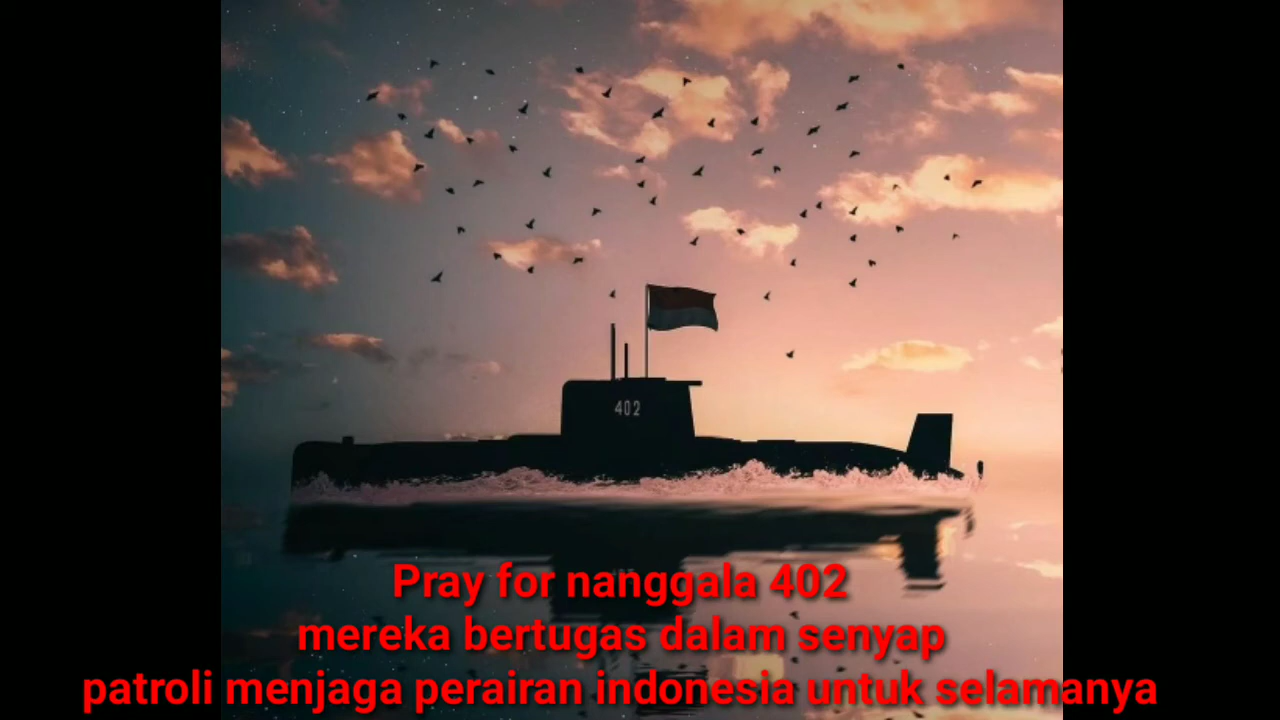 402
Pray for nanggala 402
mereka bertugas dalam senyap
patroli menjaga perairan indonesia untuk selamanya